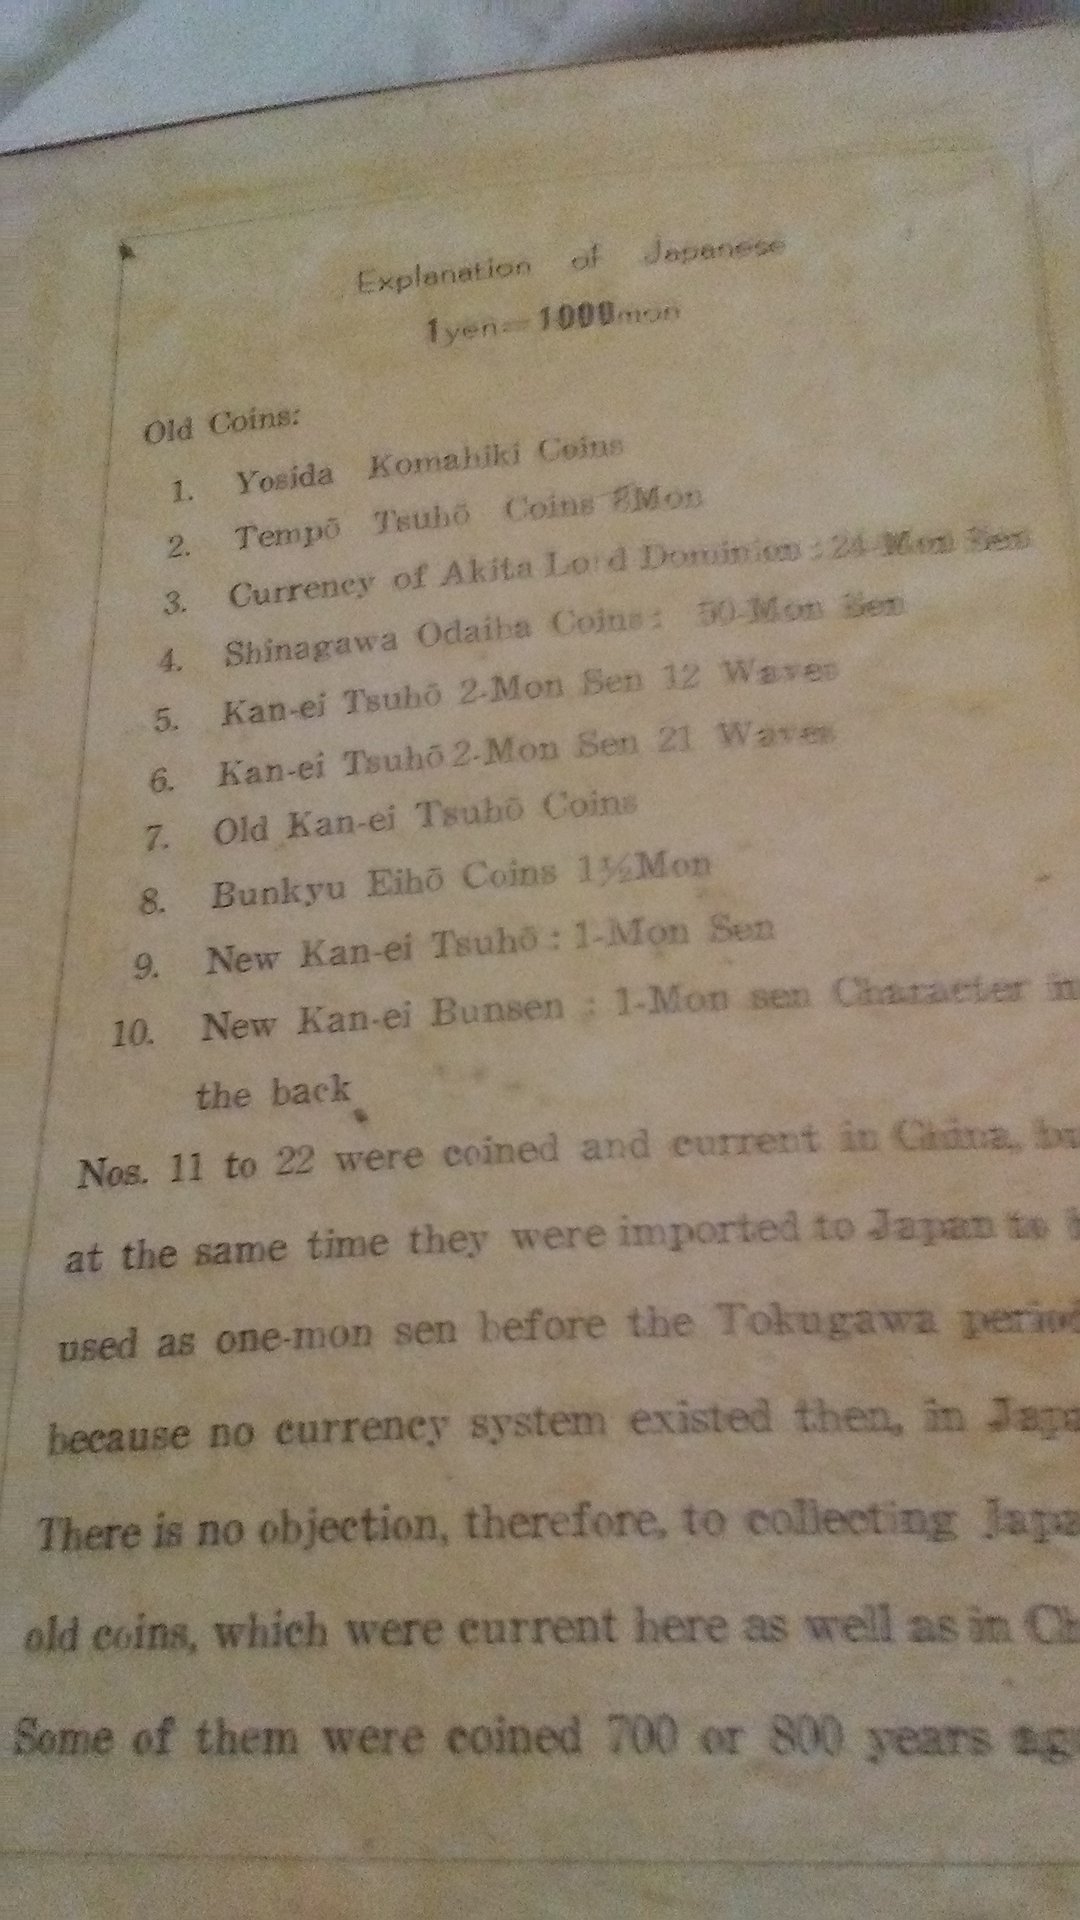 Explanation of Japanese
1yen=1000mon
Old Coins:
1. Yosida Komahiki Coins
2. Tempō Tsuhō Coins 8Mon
3. Currency of Akita Lord Dominion : 24-Mon Sen
4. Shinagawa Odaiba Coins : 50-Mon Sen
5. Kan-ei Tsuhō 2-Mon Sen 12 Waves
6. Kan-ei Tsuhō 2-Mon Sen 21 Waves
7. Old Kan-ei Tsuhō Coins
8. Bunkyu Eihō Coins 1½Mon
9. New Kan-ei Tsuhō : 1-Mon Sen
10. New Kan-ei Bunsen : 1-Mon sen Character in
the back
Nos. 11 to 22 were coined and current in China,
at the same time they were imported to Japan to
used as one-mon sen before the Tokugawa period
because no currency system existed then, in
There is no objection, therefore, to collecting
old coins, which were current here as well as in
Some of them were coined 700 or 800 years